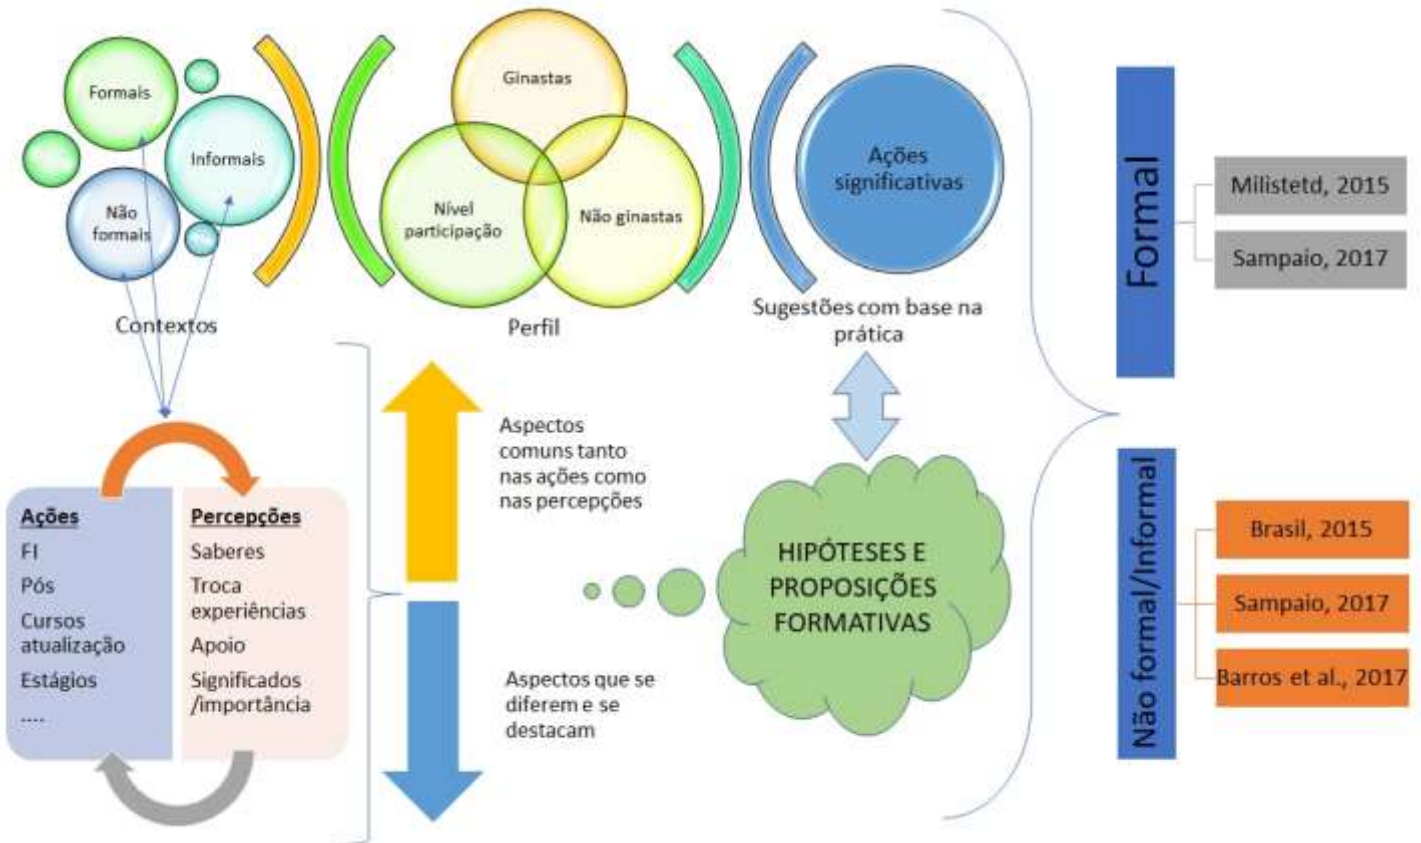 Formais
Informais
Não
formais
Contextos
Ginastas
Nível
participação
Não ginastas
Perfil
Ações
significativas
Sugestões com base na
prática
Ações
FI
Pós
Cursos
atualização
Estágios
....
Percepções
Saberes
Troca
experiências
Apoio
Significados
/importância
Aspectos
comuns tanto
nas ações como
nas percepções
Aspectos que se
diferem e se
destacam
HIPÓTESES E
PROPOSIÇÕES
FORMATIVAS
Formal
Milistetd, 2015
Sampaio, 2017
Não formal/Informal
Brasil, 2015
Sampaio, 2017
Barros et al., 2017